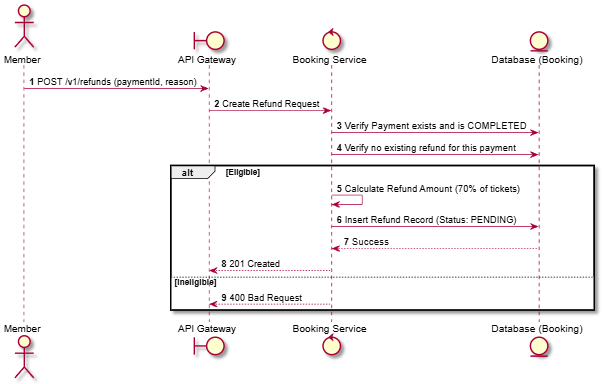 Member
API Gateway
Booking Service
Database (Booking)
1 POST /v1/refunds (paymentId, reason)
2 Create Refund Request
3 Verify Payment exists and is COMPLETED
4 Verify no existing refund for this payment
alt
[Eligible]
5 Calculate Refund Amount (70% of tickets)
6 Insert Refund Record (Status: PENDING)
7 Success
8 201 Created
[Ineligible]
9 400 Bad Request
Member
API Gateway
Booking Service
Database (Booking)